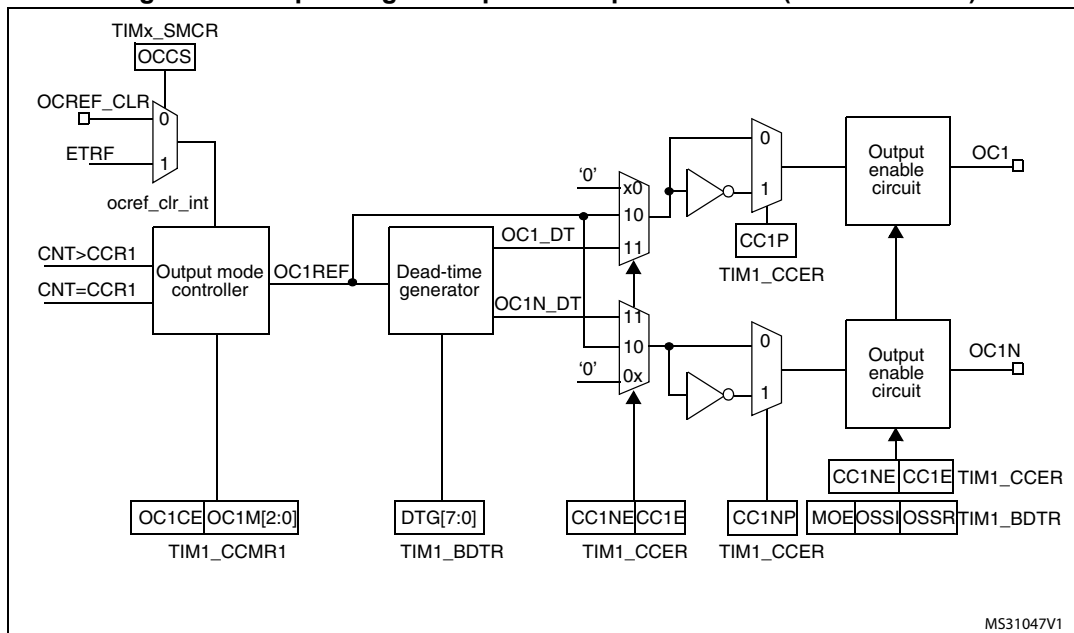 TIMx_SMCR
OCCS
OCREF_CLR
0
ETRF
1
ocref_clr_int
CNT>CCR1
CNT=CCR1
Output mode
controller
OC1REF
Dead-time
generator
OC1_DT
OC1N_DT
'0'
x0
10
11
11
10
'0'
0x
0
1
CC1P
TIM1_CCER
Output
enable
circuit
OC1
0
1
Output
enable
circuit
OC1N
CC1NE CC1E TIM1_CCER
OC1CE OC1M[2:0]
TIM1_CCMR1
DTG[7:0]
TIM1_BDTR
CC1NE CC1E
TIM1_CCER
CC1NP
TIM1_CCER
MOE OSSI OSSR TIM1_BDTR
MS31047V1